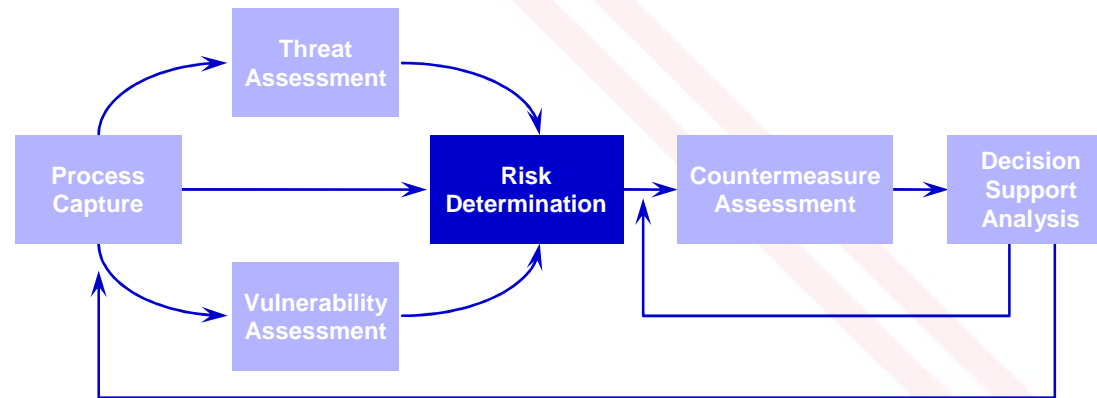 Threat
Assessment
Process
Capture
Risk
Determination
Countermeasure
Assessment
Decision
Support
Analysis
Vulnerability
Assessment